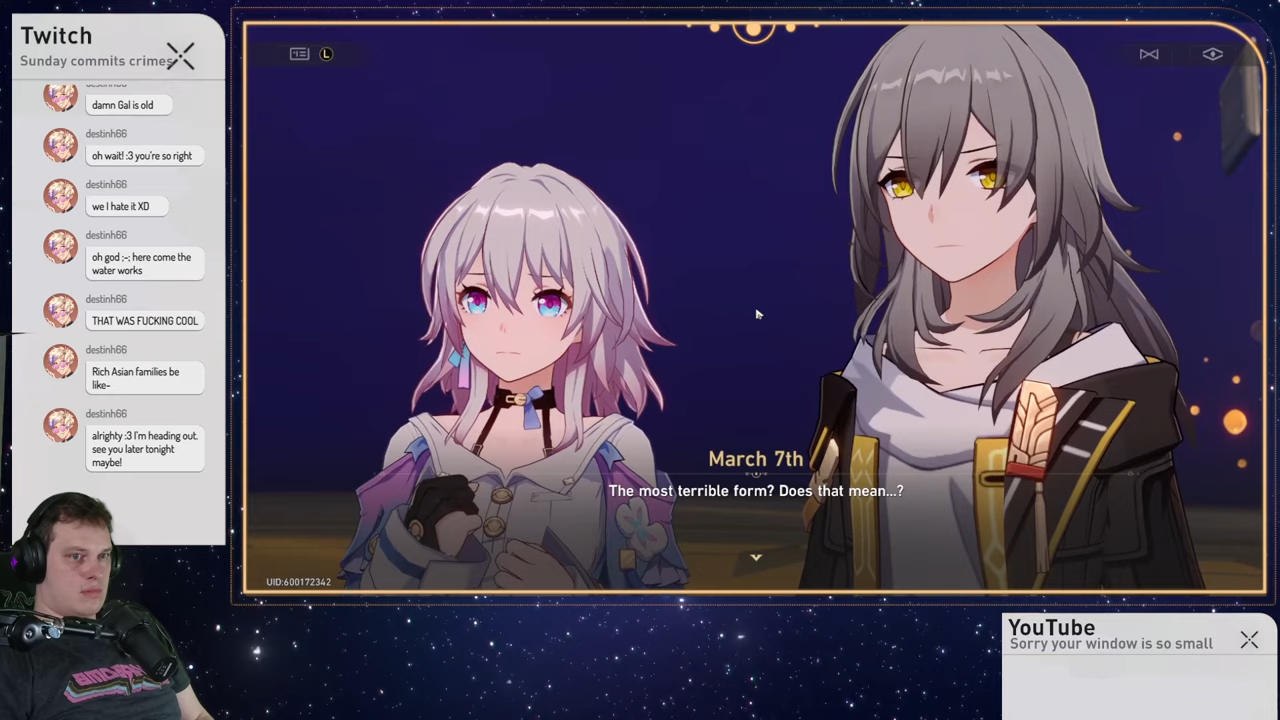 Twitch
Sunday commits crimes
damn Gal is old
destinh66
oh wait! :3 you're so right
destinh66
we I hate it XD
destinh66
oh god ;-; here come the
water works
destinh66
THAT WAS FUCKING COOL
destinh66
Rich Asian families be
like-
destinh66
alrighty :3 I'm heading out.
see you later tonight
maybe!
L
March 7th
The most terrible form? Does that mean...?
UID:600172342
YouTube
Sorry your window is so small